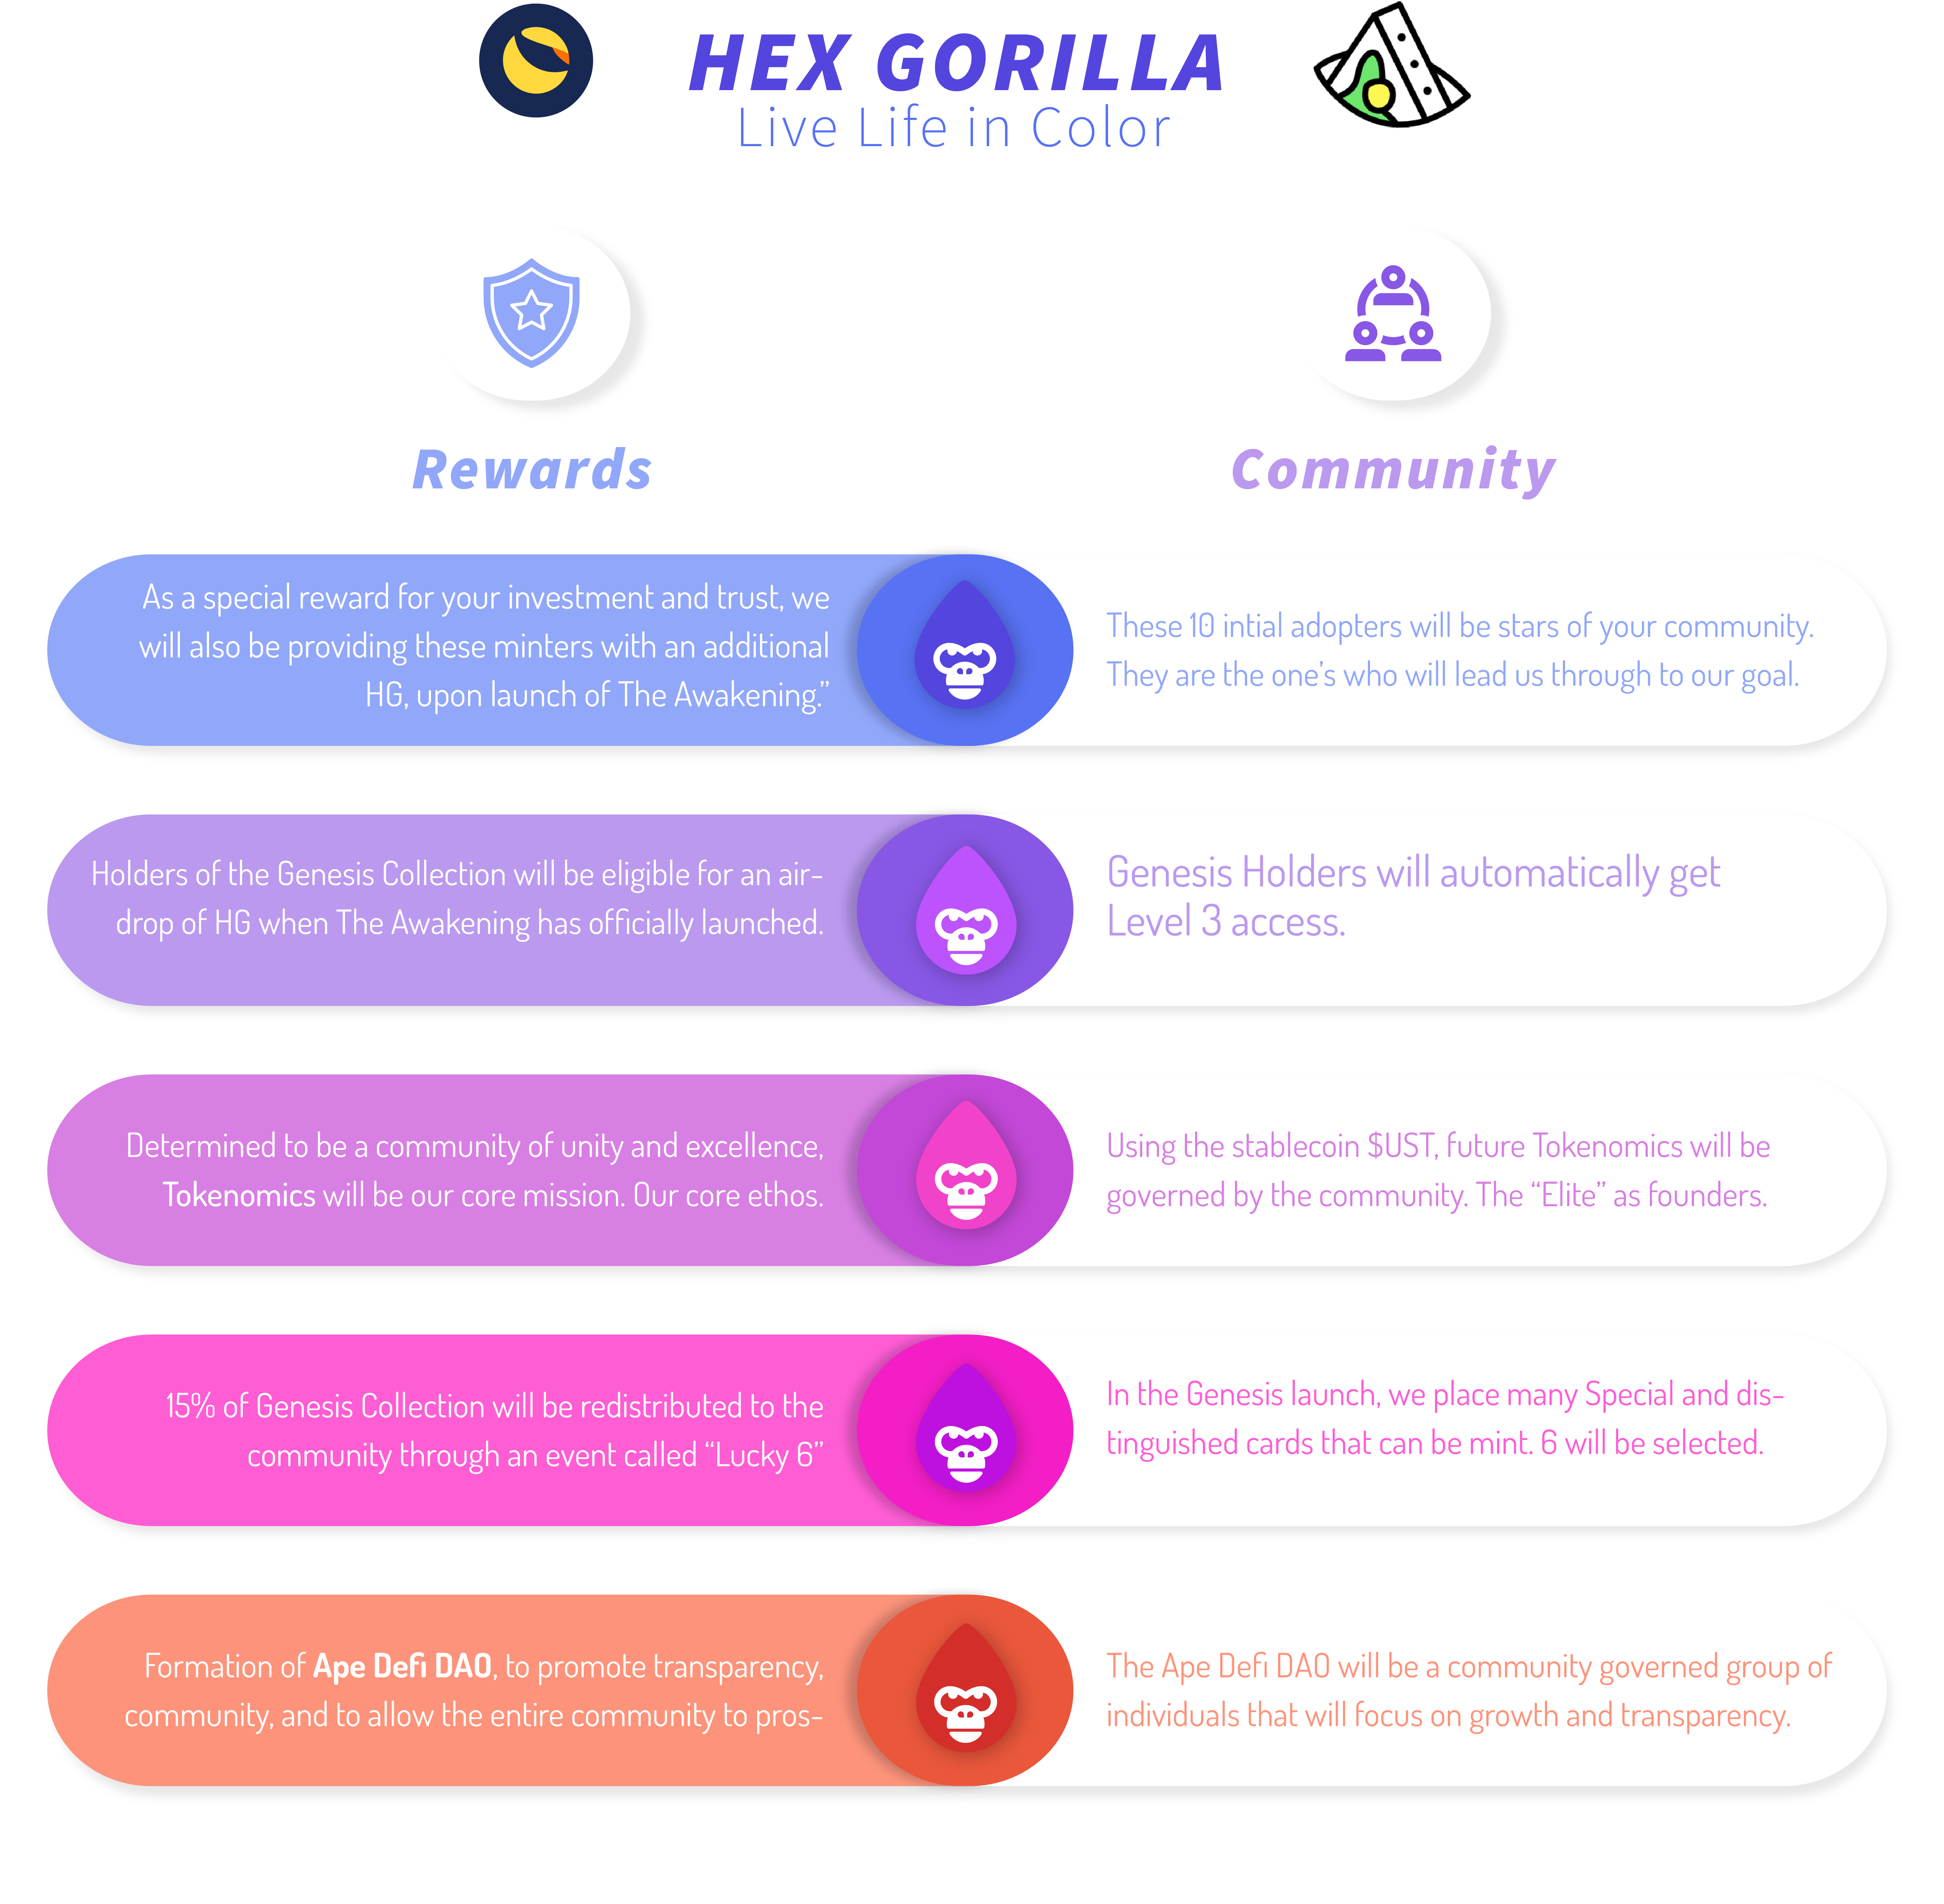 HEX GORILLA
Live Life in Color
Rewards
Community
As a special reward for your investment and trust, we
will also be providing these minters with an additional
HG, upon launch of The Awakening.”
These 10 intial adopters will be stars of your community.
They are the one’s who will lead us through to our goal.
Holders of the Genesis Collection will be eligible for an air-
drop of HG when The Awakening has officially launched.
Genesis Holders will automatically get
Level 3 access.
Determined to be a community of unity and excellence,
Tokenomics will be our core mission. Our core ethos.
Using the stablecoin $UST, future Tokenomics will be
governed by the community. The “Elite” as founders.
15% of Genesis Collection will be redistributed to the
community through an event called “Lucky 6”
In the Genesis launch, we place many Special and dis-
tinguished cards that can be mint. 6 will be selected.
Formation of Ape Defi DAO, to promote transparency,
community, and to allow the entire community to pros-
The Ape Defi DAO will be a community governed group of
individuals that will focus on growth and transparency.